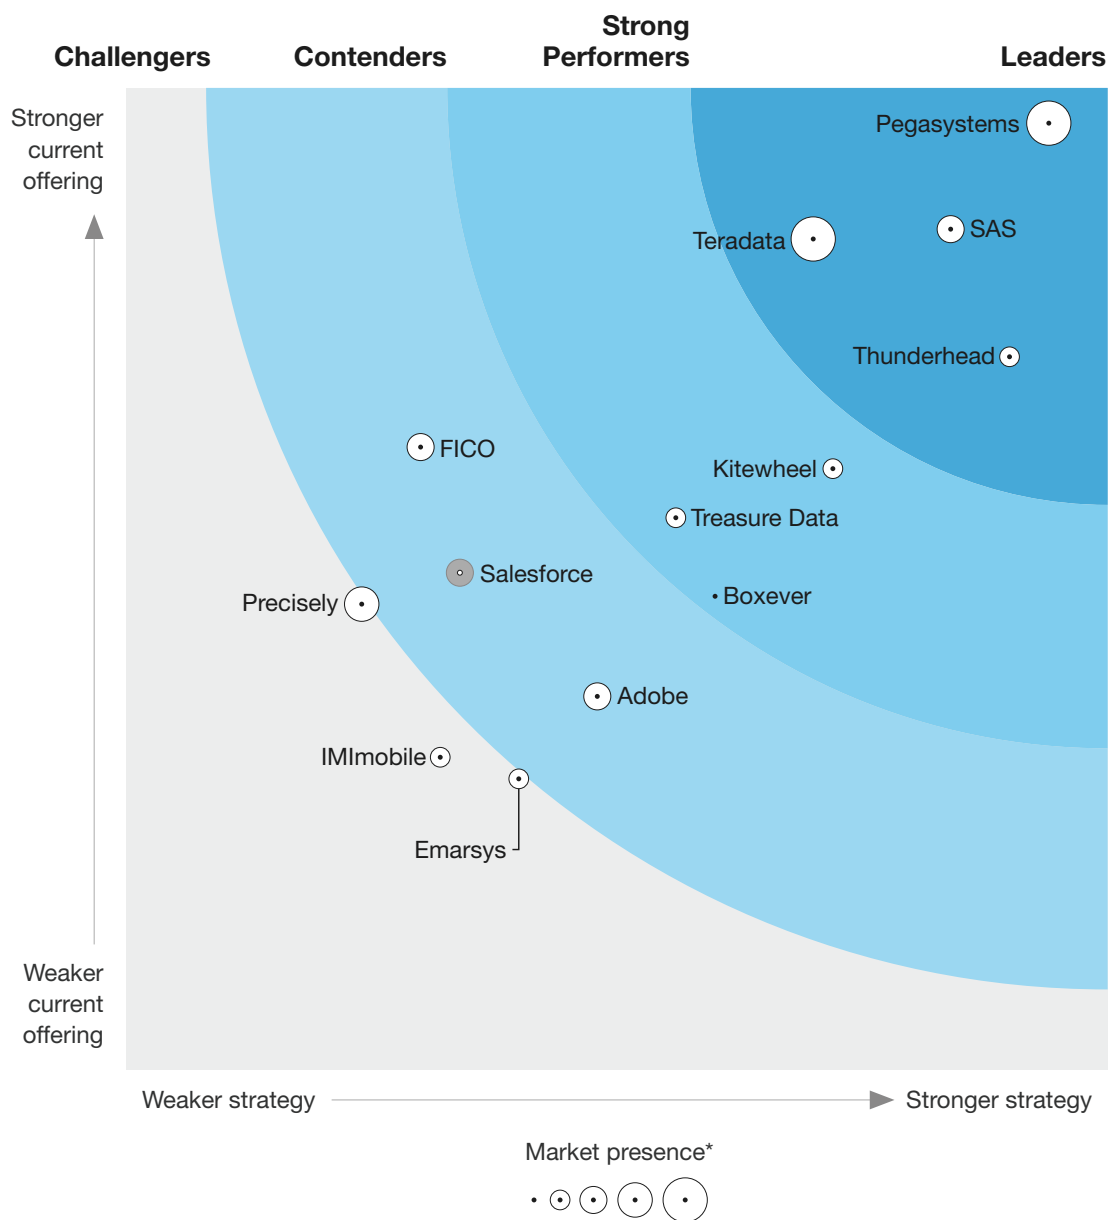 Strong
Challengers
Contenders
Performers
Leaders
Stronger
current
offering
Pegasystems
SAS
Teradata
Thunderhead
FICO
Kitewheel
Treasure Data
Salesforce
Boxever
Precisely
Adobe
IMImobile
Emarsys
Weaker
current
offering
Weaker strategy
Stronger strategy
Market presence*